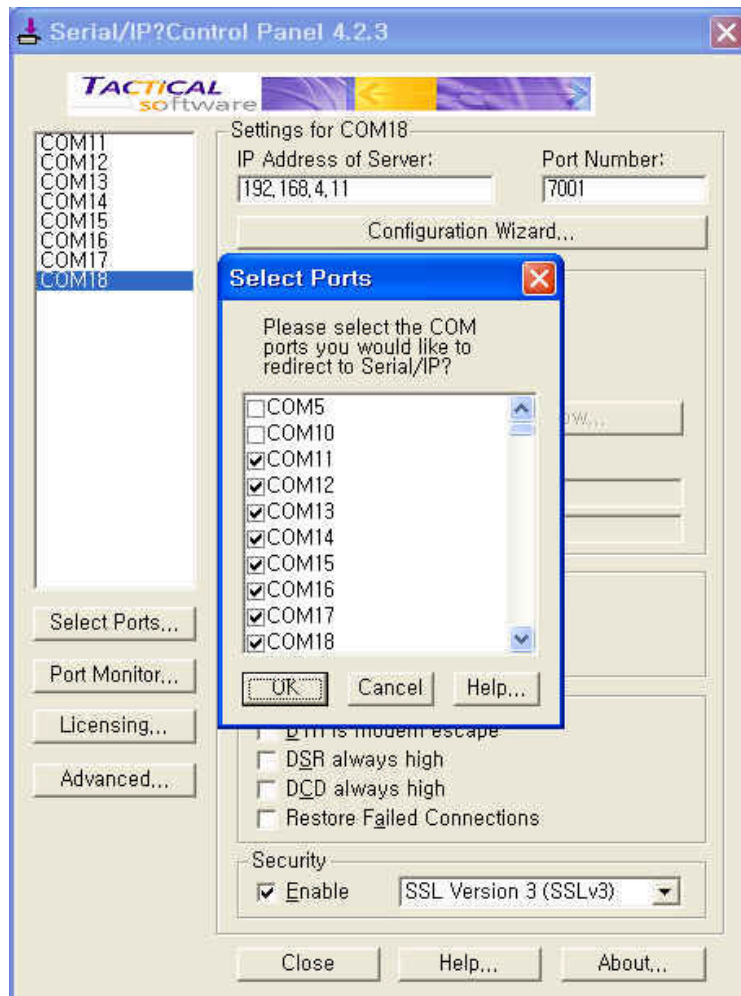 Serial/IP?Control Panel 4.2.3
TACTICAL
software
COM11
COM12
COM13
COM14
COM15
COM16
COM17
COM18
Select Ports...
Port Monitor...
Licensing...
Advanced...
Settings for COM18
IP Address of Server:
Port Number:
192.168.4.11
7001
Configuration Wizard...
Select Ports
Please select the COM
ports you would like to
redirect to Serial/IP?
COM5
COM10
COM11
COM12
COM13
COM14
COM15
COM16
COM17
COM18
OK
Cancel
Help...
DTR is modem escape
DSR always high
DCD always high
Restore Failed Connections
Security
Enable
SSL Version 3 (SSLv3)
Close
Help...
About...